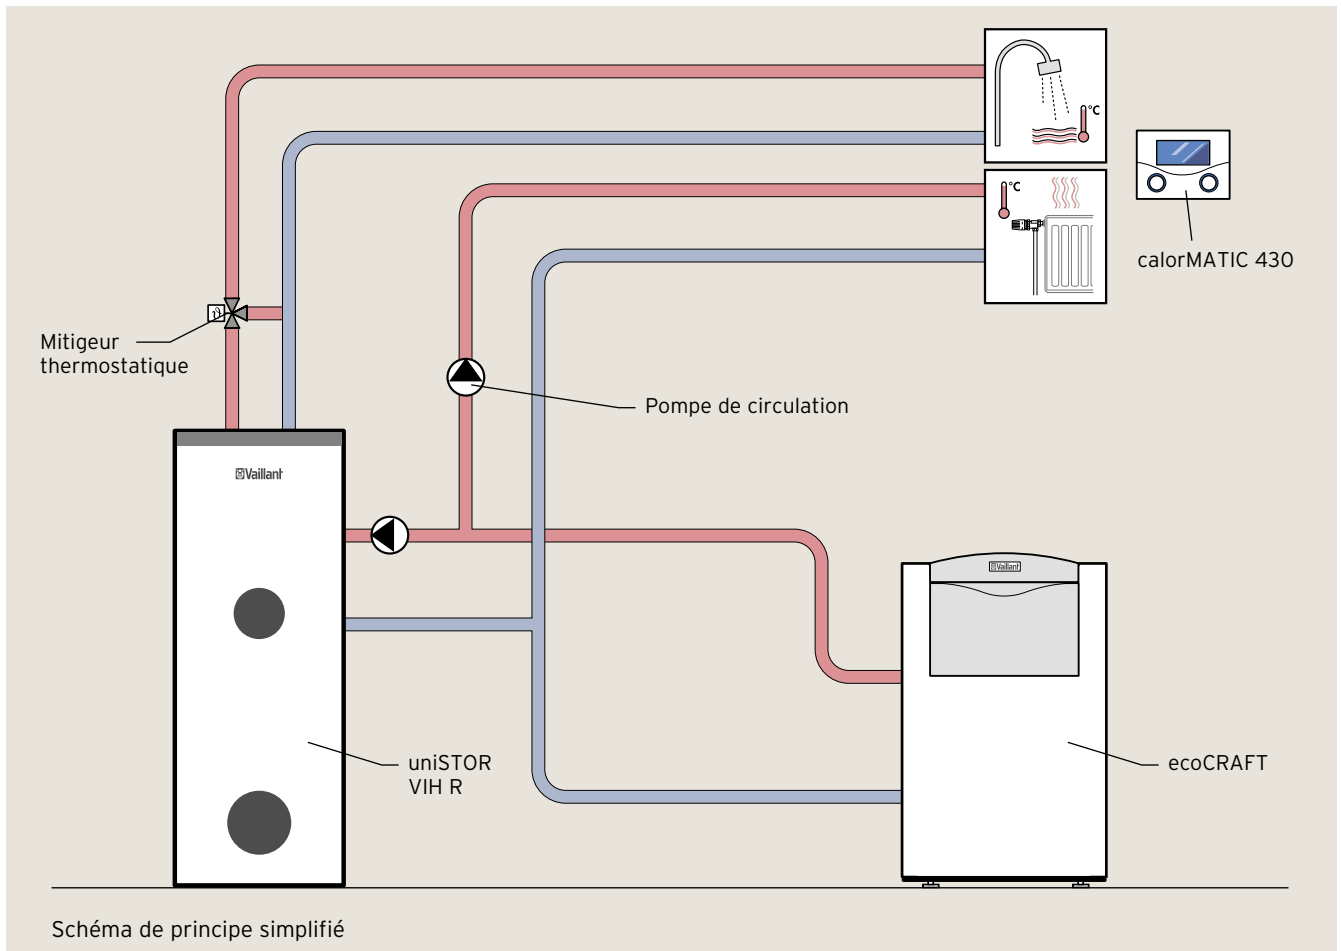 °C
°C
calorMATIC 430
ϑ
Mitigeur
thermostatique
Pompe de circulation
Vaillant
Vaillant
uniSTOR
VIH R
ecoCRAFT
Schéma de principe simplifié